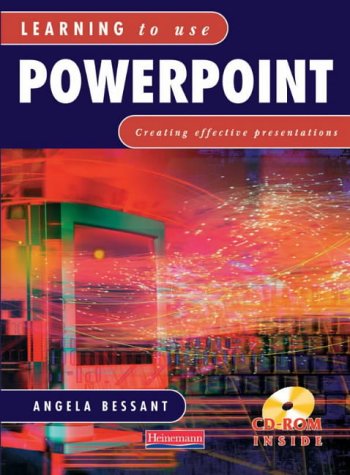 LEARNING to use
POWERPOINT
Creating effective presentations
ANGELA BESSANT
Heinemann
CD-ROM
INSIDE